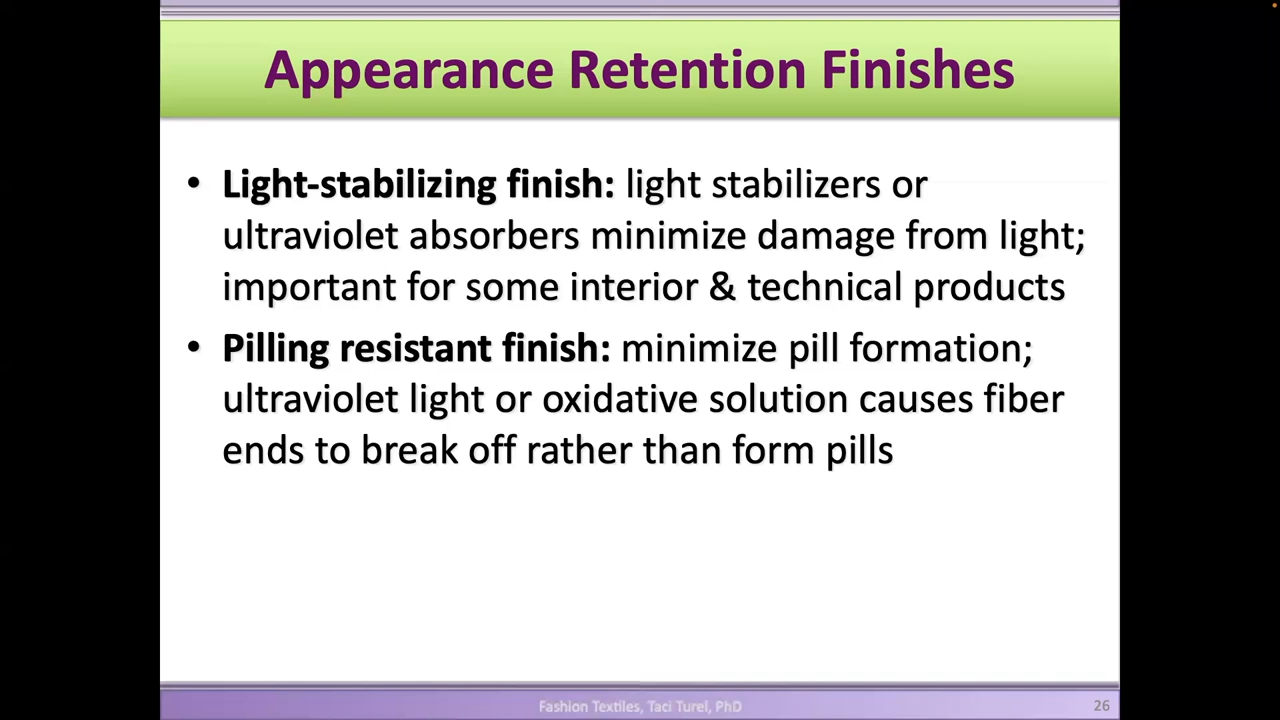 Appearance Retention Finishes
• Light-stabilizing finish: light stabilizers or
ultraviolet absorbers minimize damage from light;
important for some interior & technical products
• Pilling resistant finish: minimize pill formation;
ultraviolet light or oxidative solution causes fiber
ends to break off rather than form pills
Fashion Textiles, Taci Turel, PhD
26